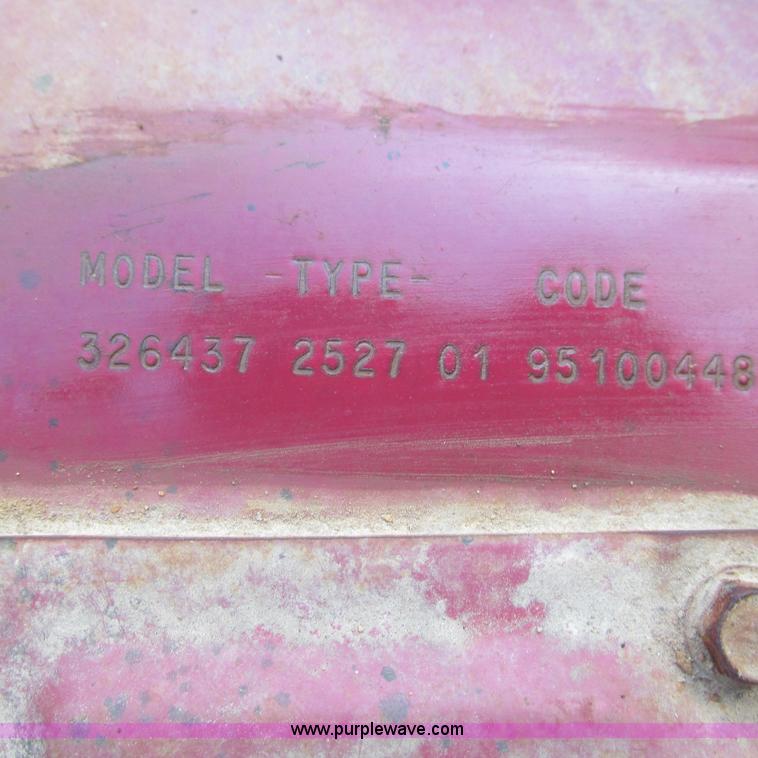 MODEL -TYPE- CODE
326437 2527 01 95100448
www.purplewave.com